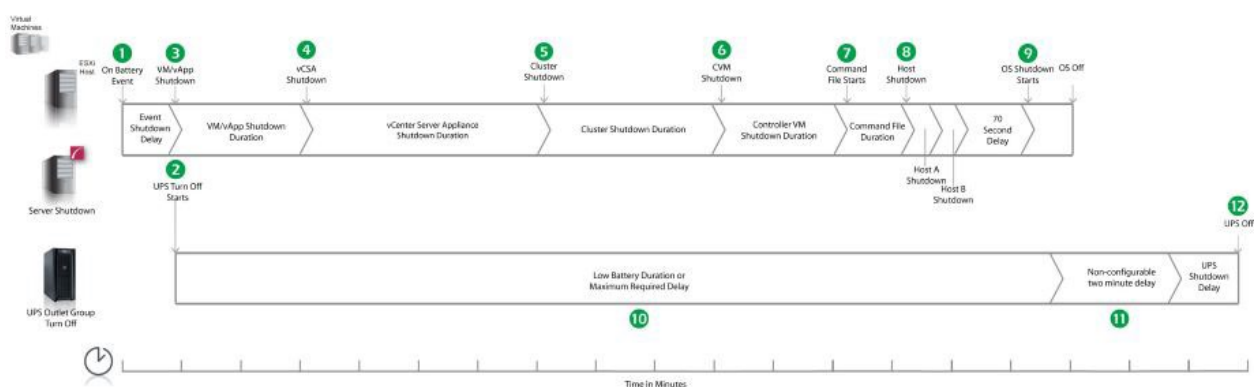 Virtual
Machines
ESXi
Host
1
On Battery
Event
3
VM/vApp
Shutdown
4
vCSA
Shutdown
5
Cluster
Shutdown
6
CVM
Shutdown
7
Command
File Starts
8
Host
Shutdown
9
OS Shutdown
Starts
OS Off
Event
Shutdown
Delay
VM/vApp Shutdown
Duration
vCenter Server Appliance
Shutdown Duration
Cluster Shutdown Duration
Controller VM
Shutdown Duration
Command File
Duration
70
Second
Delay
Host A
Shutdown
Host B
Shutdown
2
UPS Turn Off
Starts
Server Shutdown
12
UPS Off
Low Battery Duration or
Maximum Required Delay
Non-configurable
two minute delay
UPS
Shutdown
Delay
UPS Outlet Group
Turn Off
10
11
Time in Minutes